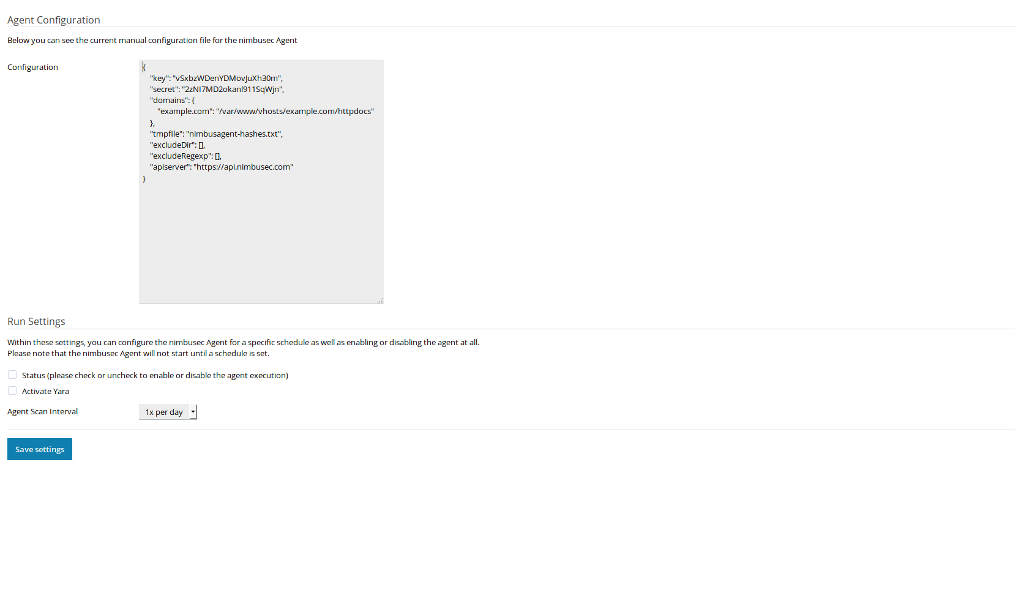 Agent Configuration
Below you can see the current manual configuration file for the nimbusec Agent
Configuration
{
"key": "vSxbzWDenYDMovJuXh30m",
"secret": "2zNI7MD2okanl911SqWjn",
"domains": {
"example.com": "/var/www/vhosts/example.com/httpdocs"
},
"tmpfile": "nimbusagent-hashes.txt",
"excludeDir": [],
"excludeRegexp": [],
"apiserver": "https://api.nimbusec.com"
}
Run Settings
Within these settings, you can configure the nimbusec Agent for a specific schedule as well as enabling or disabling the agent at all.
Please note that the nimbusec Agent will not start until a schedule is set.
Status (please check or uncheck to enable or disable the agent execution)
Activate Yara
Agent Scan Interval
1x per day
Save settings